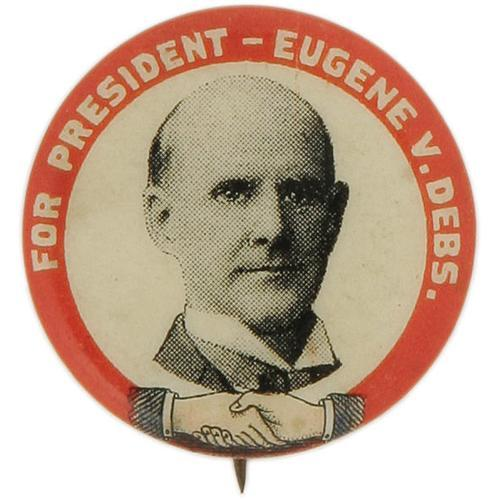 FOR PRESIDENT - EUGENE V. DEBS.